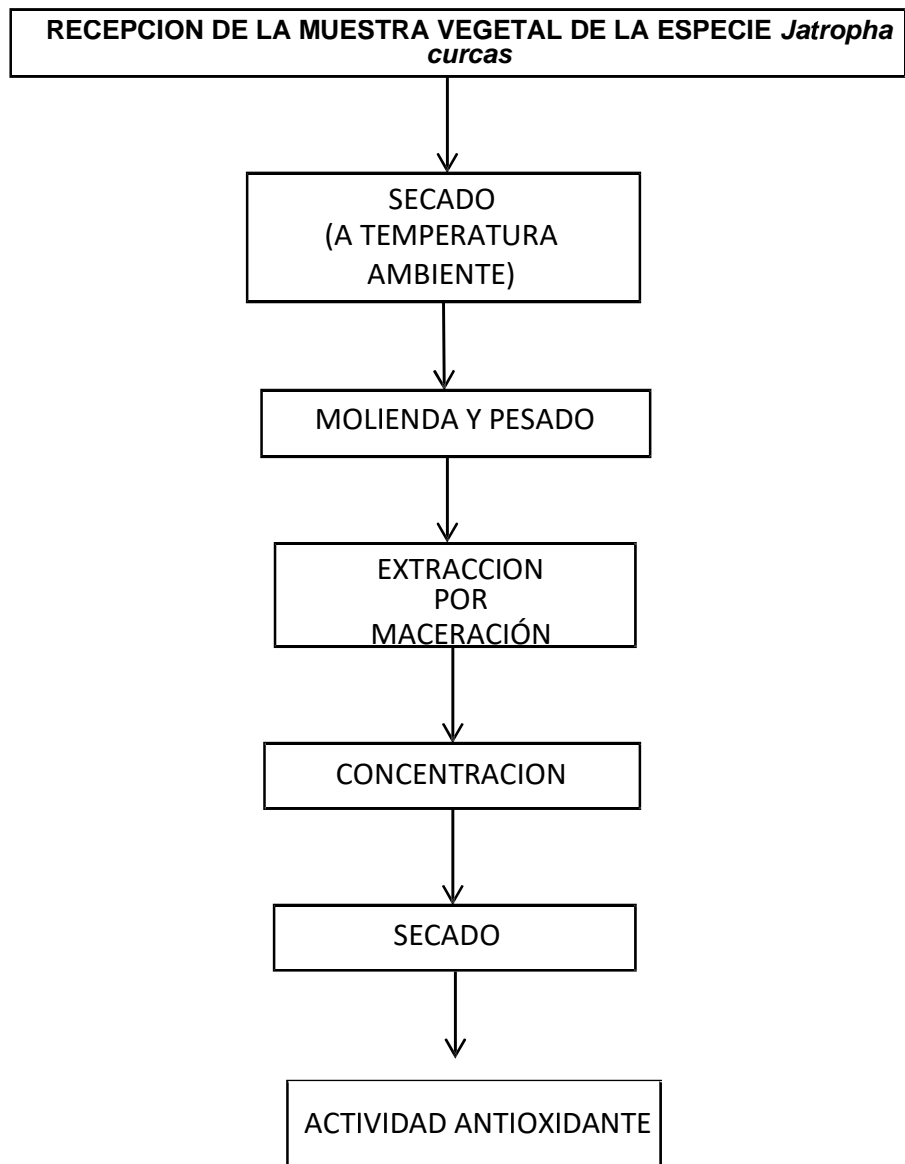 RECEPCION DE LA MUESTRA VEGETAL DE LA ESPECIE Jatropha
curcas
SECADO
(A TEMPERATURA
AMBIENTE)
MOLIENDA Y PESADO
EXTRACCION
POR
MACERACIÓN
CONCENTRACION
SECADO
ACTIVIDAD ANTIOXIDANTE